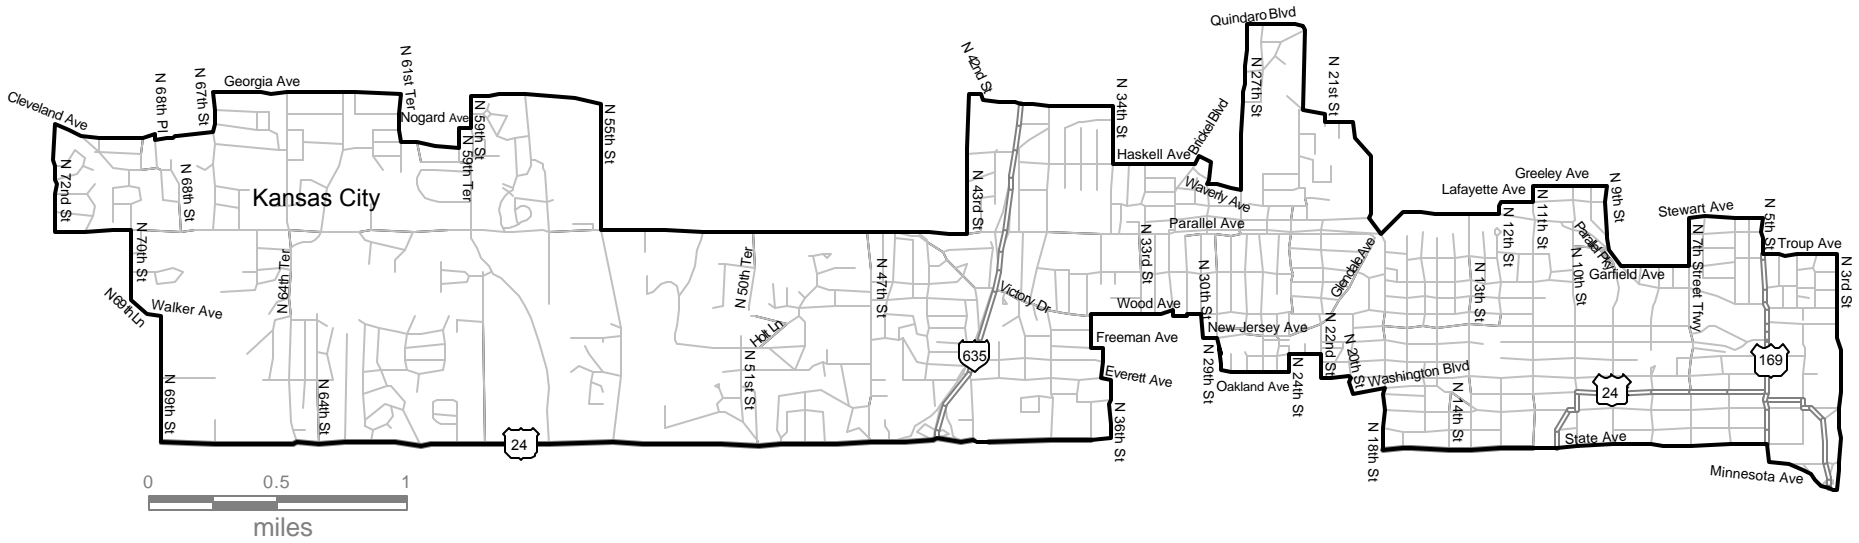 Quindaro Blvd
Cleveland Ave
N 68th Pl
N 67th St
Georgia Ave
N 61st Ter
Nogard Ave
N 59th St
N 59th Ter
N 55th St
N 42nd St
N 34th St
Haskell Ave
Brickel Blvd
N 27th St
N 21st St
N 72nd St
N 68th St
Kansas City
N 43rd St
Waverly Ave
Parallel Ave
Lafayette Ave
Greeley Ave
N 12th St
N 11th St
N 9th St
Parallel Pky
Stewart Ave
N 5th St
Troup Ave
N 70th St
N 64th Ter
N 50th Ter
N 47th St
Victory Dr
N 33rd St
N 30th St
Glendale Ave
N 13th St
N 10th St
Garfield Ave
N 7th Street Tfwy
N 3rd St
N 69th Ln
Walker Ave
Holt Ln
Wood Ave
Freeman Ave
New Jersey Ave
N 22nd St
N 20th St
635
169
N 69th St
N 64th St
N 51st St
Everett Ave
N 29th St
Oakland Ave
N 24th St
Washington Blvd
N 14th St
24
24
N 36th St
N 18th St
State Ave
Minnesota Ave
0 0.5 1
miles